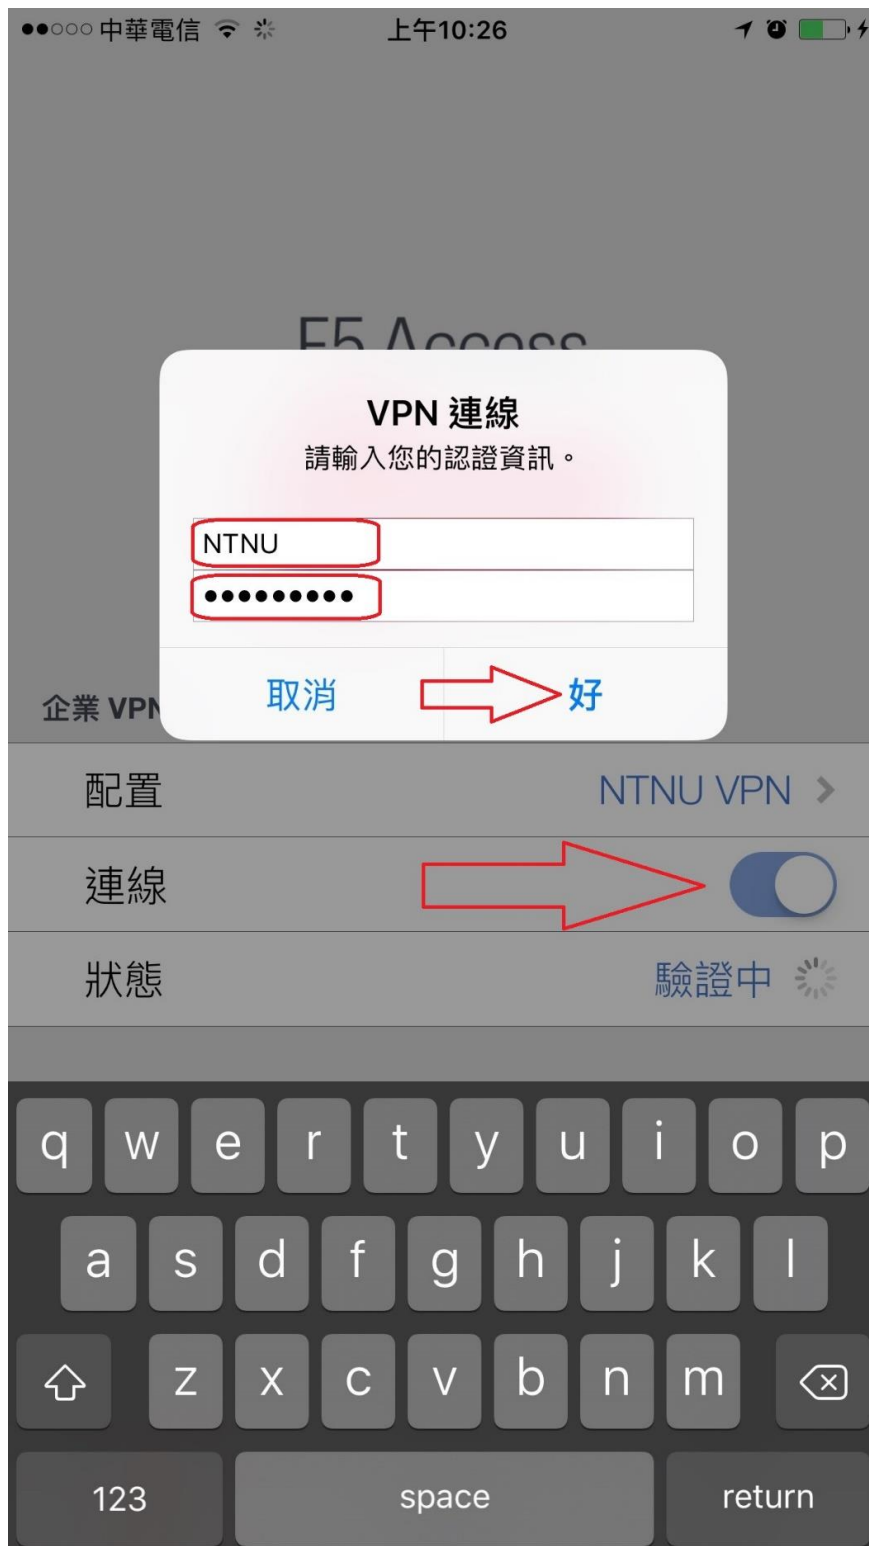 中華電信 上午10:26
F5 Access
VPN 連線
請輸入您的認證資訊。
NTNU
•••••••••
取消 好
企業 VPN
配置 NTNU VPN
連線
狀態 驗證中
q w e r t y u i o p
a s d f g h j k l
z x c v b n m
123 space return